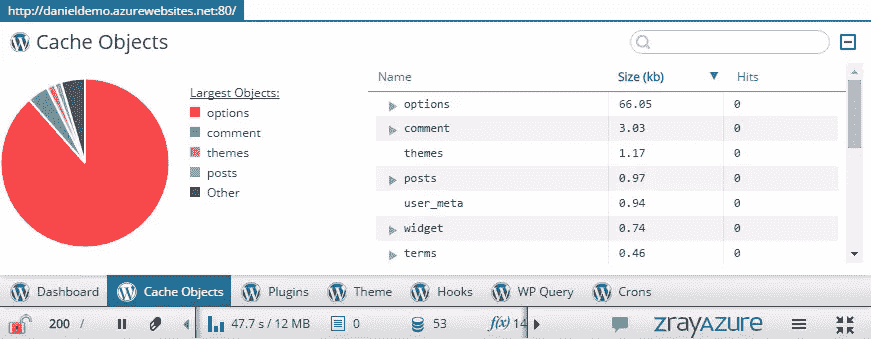 http://danieldemo.azurewebsites.net:80/
Cache Objects
Largest Objects:
options
comment
themes
posts
Other
Name Size (kb) Hits
options 66.05 0
comment 3.03 0
themes 1.17 0
posts 0.97 0
user_meta 0.94 0
widget 0.74 0
terms 0.46 0
Dashboard Cache Objects Plugins Theme Hooks WP Query Crons
200 / 47.7 s / 12 MB 0 53 f(x) 14 zrayAZURE